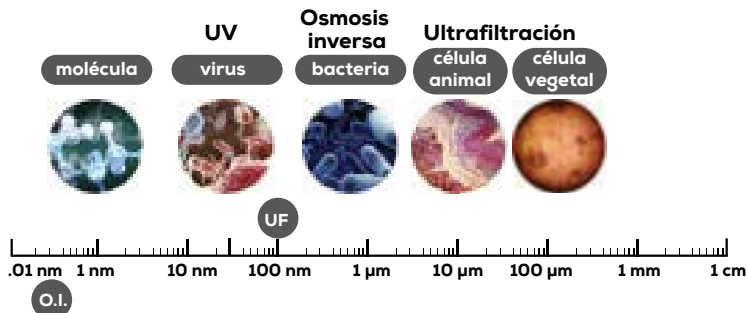 UV
Osmosis
inversa
Ultrafiltración
molécula
virus
bacteria
célula
animal
célula
vegetal
UF
.01 nm 1 nm 10 nm 100 nm 1 µm 10 µm 100 µm 1 mm 1 cm
O.I.